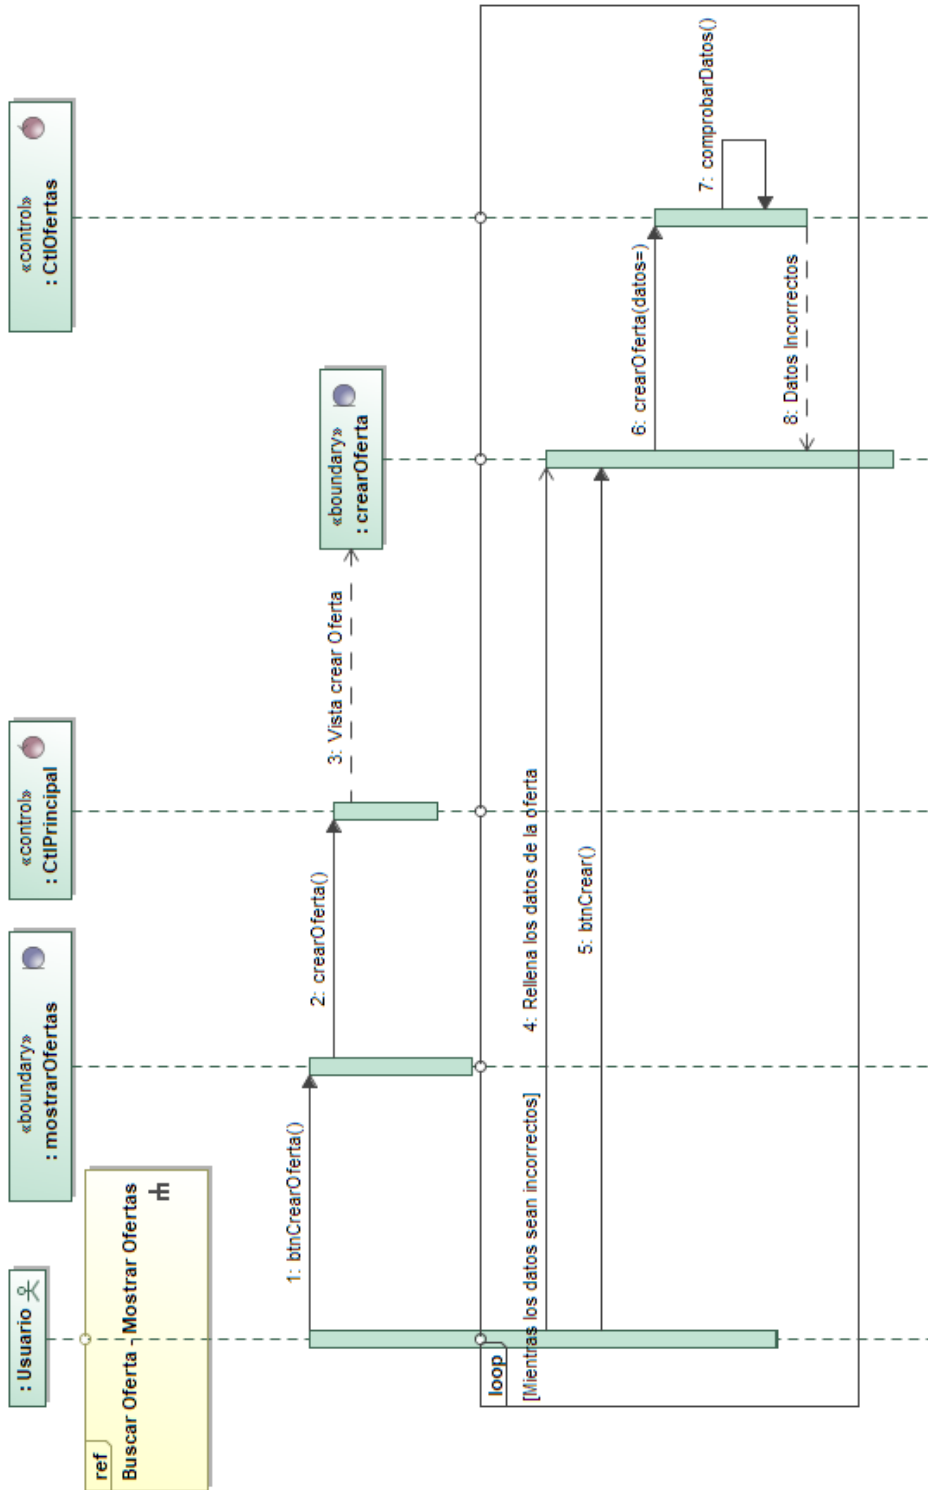 : Usuario
«boundary»
: mostrarOfertas
«control»
: CtlPrincipal
«control»
: CtlOfertas
ref
Buscar Oferta - Mostrar Ofertas
1: btnCrearOferta()
2: crearOferta()
3: Vista crear Oferta
«boundary»
: crearOferta
loop
[Mientras los datos sean incorrectos]
4: Rellena los datos de la oferta
5: btnCrear()
6: crearOferta(datos=)
7: comprobarDatos()
8: Datos Incorrectos